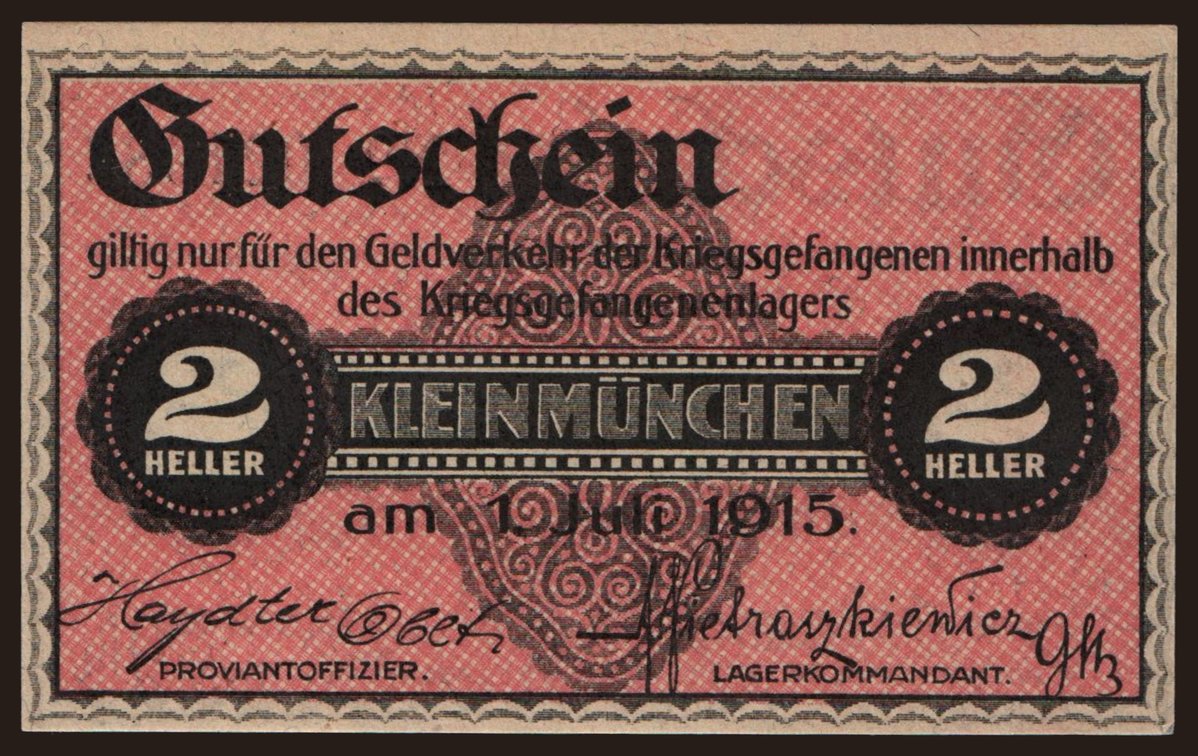 Gutschein
giltig nur für den Geldverkehr der Kriegsgefangenen innerhalb
des Kriegsgefangenenlagers
2 HELLER
KLEINMÜNCHEN
2 HELLER
am 1. Juli 1915.
Haydter Oblt
Pietraszkiewicz
PROVIANTOFFIZIER.
LAGERKOMMANDANT.